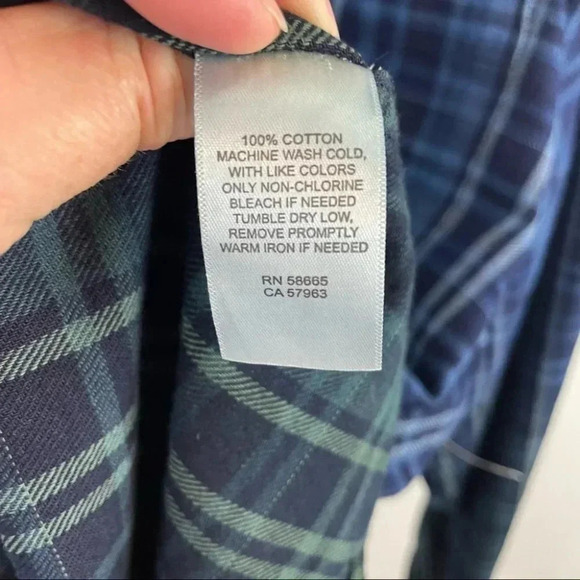 100% COTTON
MACHINE WASH COLD,
WITH LIKE COLORS
ONLY NON-CHLORINE
BLEACH IF NEEDED
TUMBLE DRY LOW,
REMOVE PROMPTLY
WARM IRON IF NEEDED
RN 58665
CA 57963